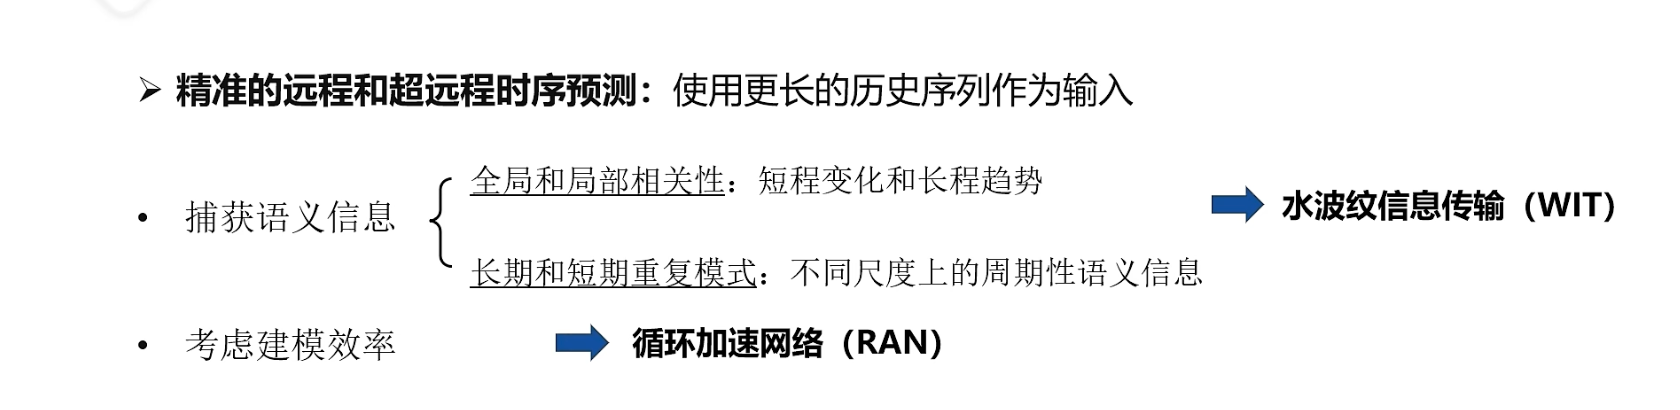 ➢ 精准的远程和超远程时序预测：使用更长的历史序列作为输入
全局和局部相关性：短程变化和长程趋势
• 捕获语义信息
水波纹信息传输（WIT）
长期和短期重复模式：不同尺度上的周期性语义信息
• 考虑建模效率
循环加速网络（RAN）